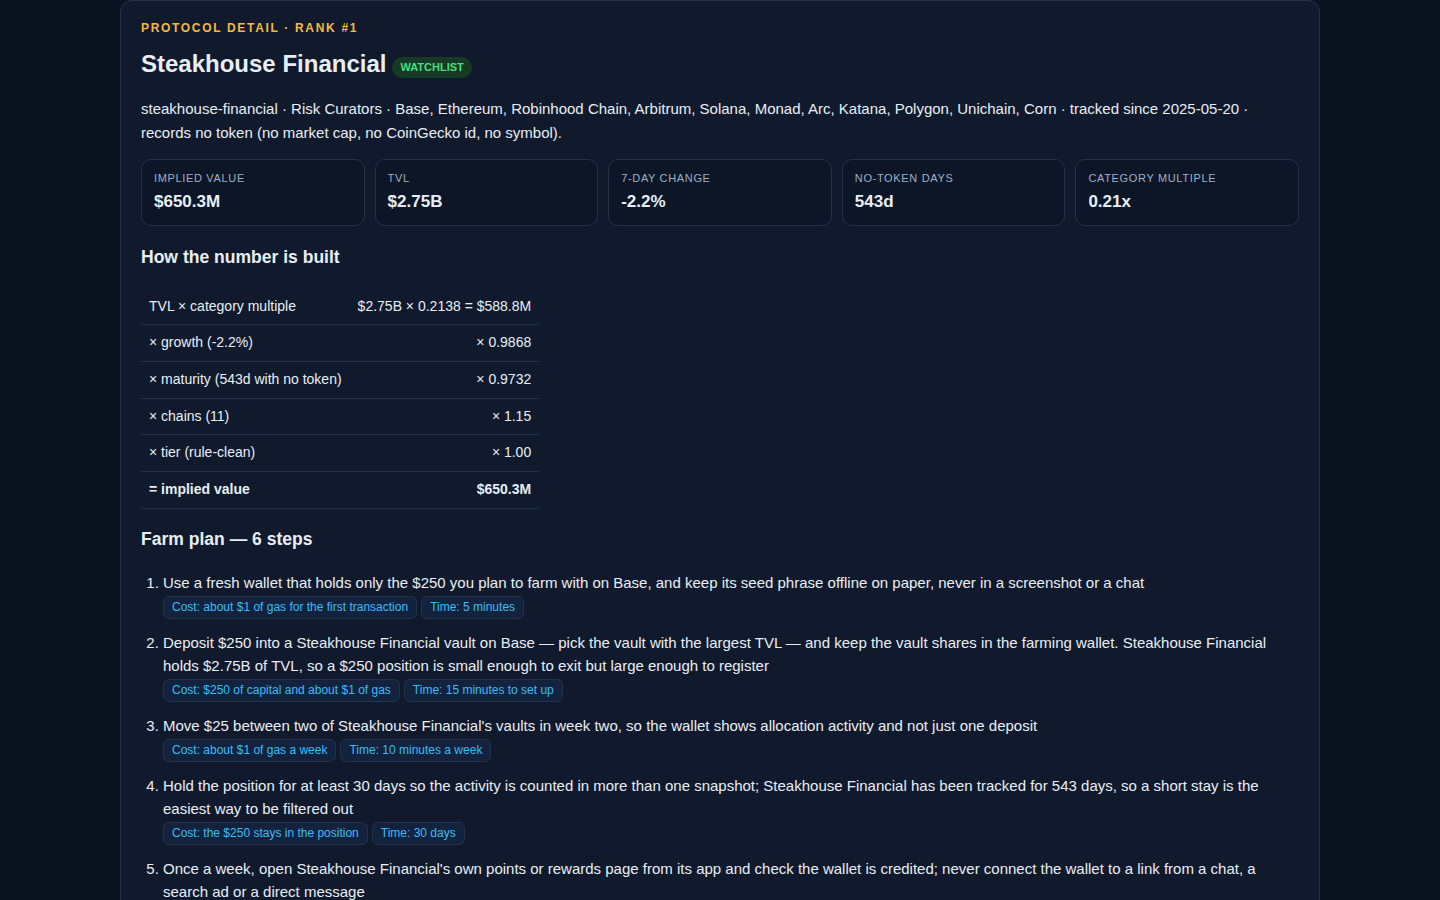 PROTOCOL DETAIL · RANK #1
Steakhouse Financial WATCHLIST
steakhouse-financial · Risk Curators · Base, Ethereum, Robinhood Chain, Arbitrum, Solana, Monad, Arc, Katana, Polygon, Unichain, Corn · tracked since 2025-05-20 ·
records no token (no market cap, no CoinGecko id, no symbol).
IMPLIED VALUE
$650.3M
TVL
$2.75B
7-DAY CHANGE
-2.2%
NO-TOKEN DAYS
543d
CATEGORY MULTIPLE
0.21x
How the number is built
TVL × category multiple $2.75B × 0.2138 = $588.8M
× growth (-2.2%) × 0.9868
× maturity (543d with no token) × 0.9732
× chains (11) × 1.15
× tier (rule-clean) × 1.00
= implied value $650.3M
Farm plan — 6 steps
1. Use a fresh wallet that holds only the $250 you plan to farm with on Base, and keep its seed phrase offline on paper, never in a screenshot or a chat
Cost: about $1 of gas for the first transaction Time: 5 minutes
2. Deposit $250 into a Steakhouse Financial vault on Base — pick the vault with the largest TVL — and keep the vault shares in the farming wallet. Steakhouse Financial
holds $2.75B of TVL, so a $250 position is small enough to exit but large enough to register
Cost: $250 of capital and about $1 of gas Time: 15 minutes to set up
3. Move $25 between two of Steakhouse Financial's vaults in week two, so the wallet shows allocation activity and not just one deposit
Cost: about $1 of gas a week Time: 10 minutes a week
4. Hold the position for at least 30 days so the activity is counted in more than one snapshot; Steakhouse Financial has been tracked for 543 days, so a short stay is the
easiest way to be filtered out
Cost: the $250 stays in the position Time: 30 days
5. Once a week, open Steakhouse Financial's own points or rewards page from its app and check the wallet is credited; never connect the wallet to a link from a chat, a
search ad or a direct message